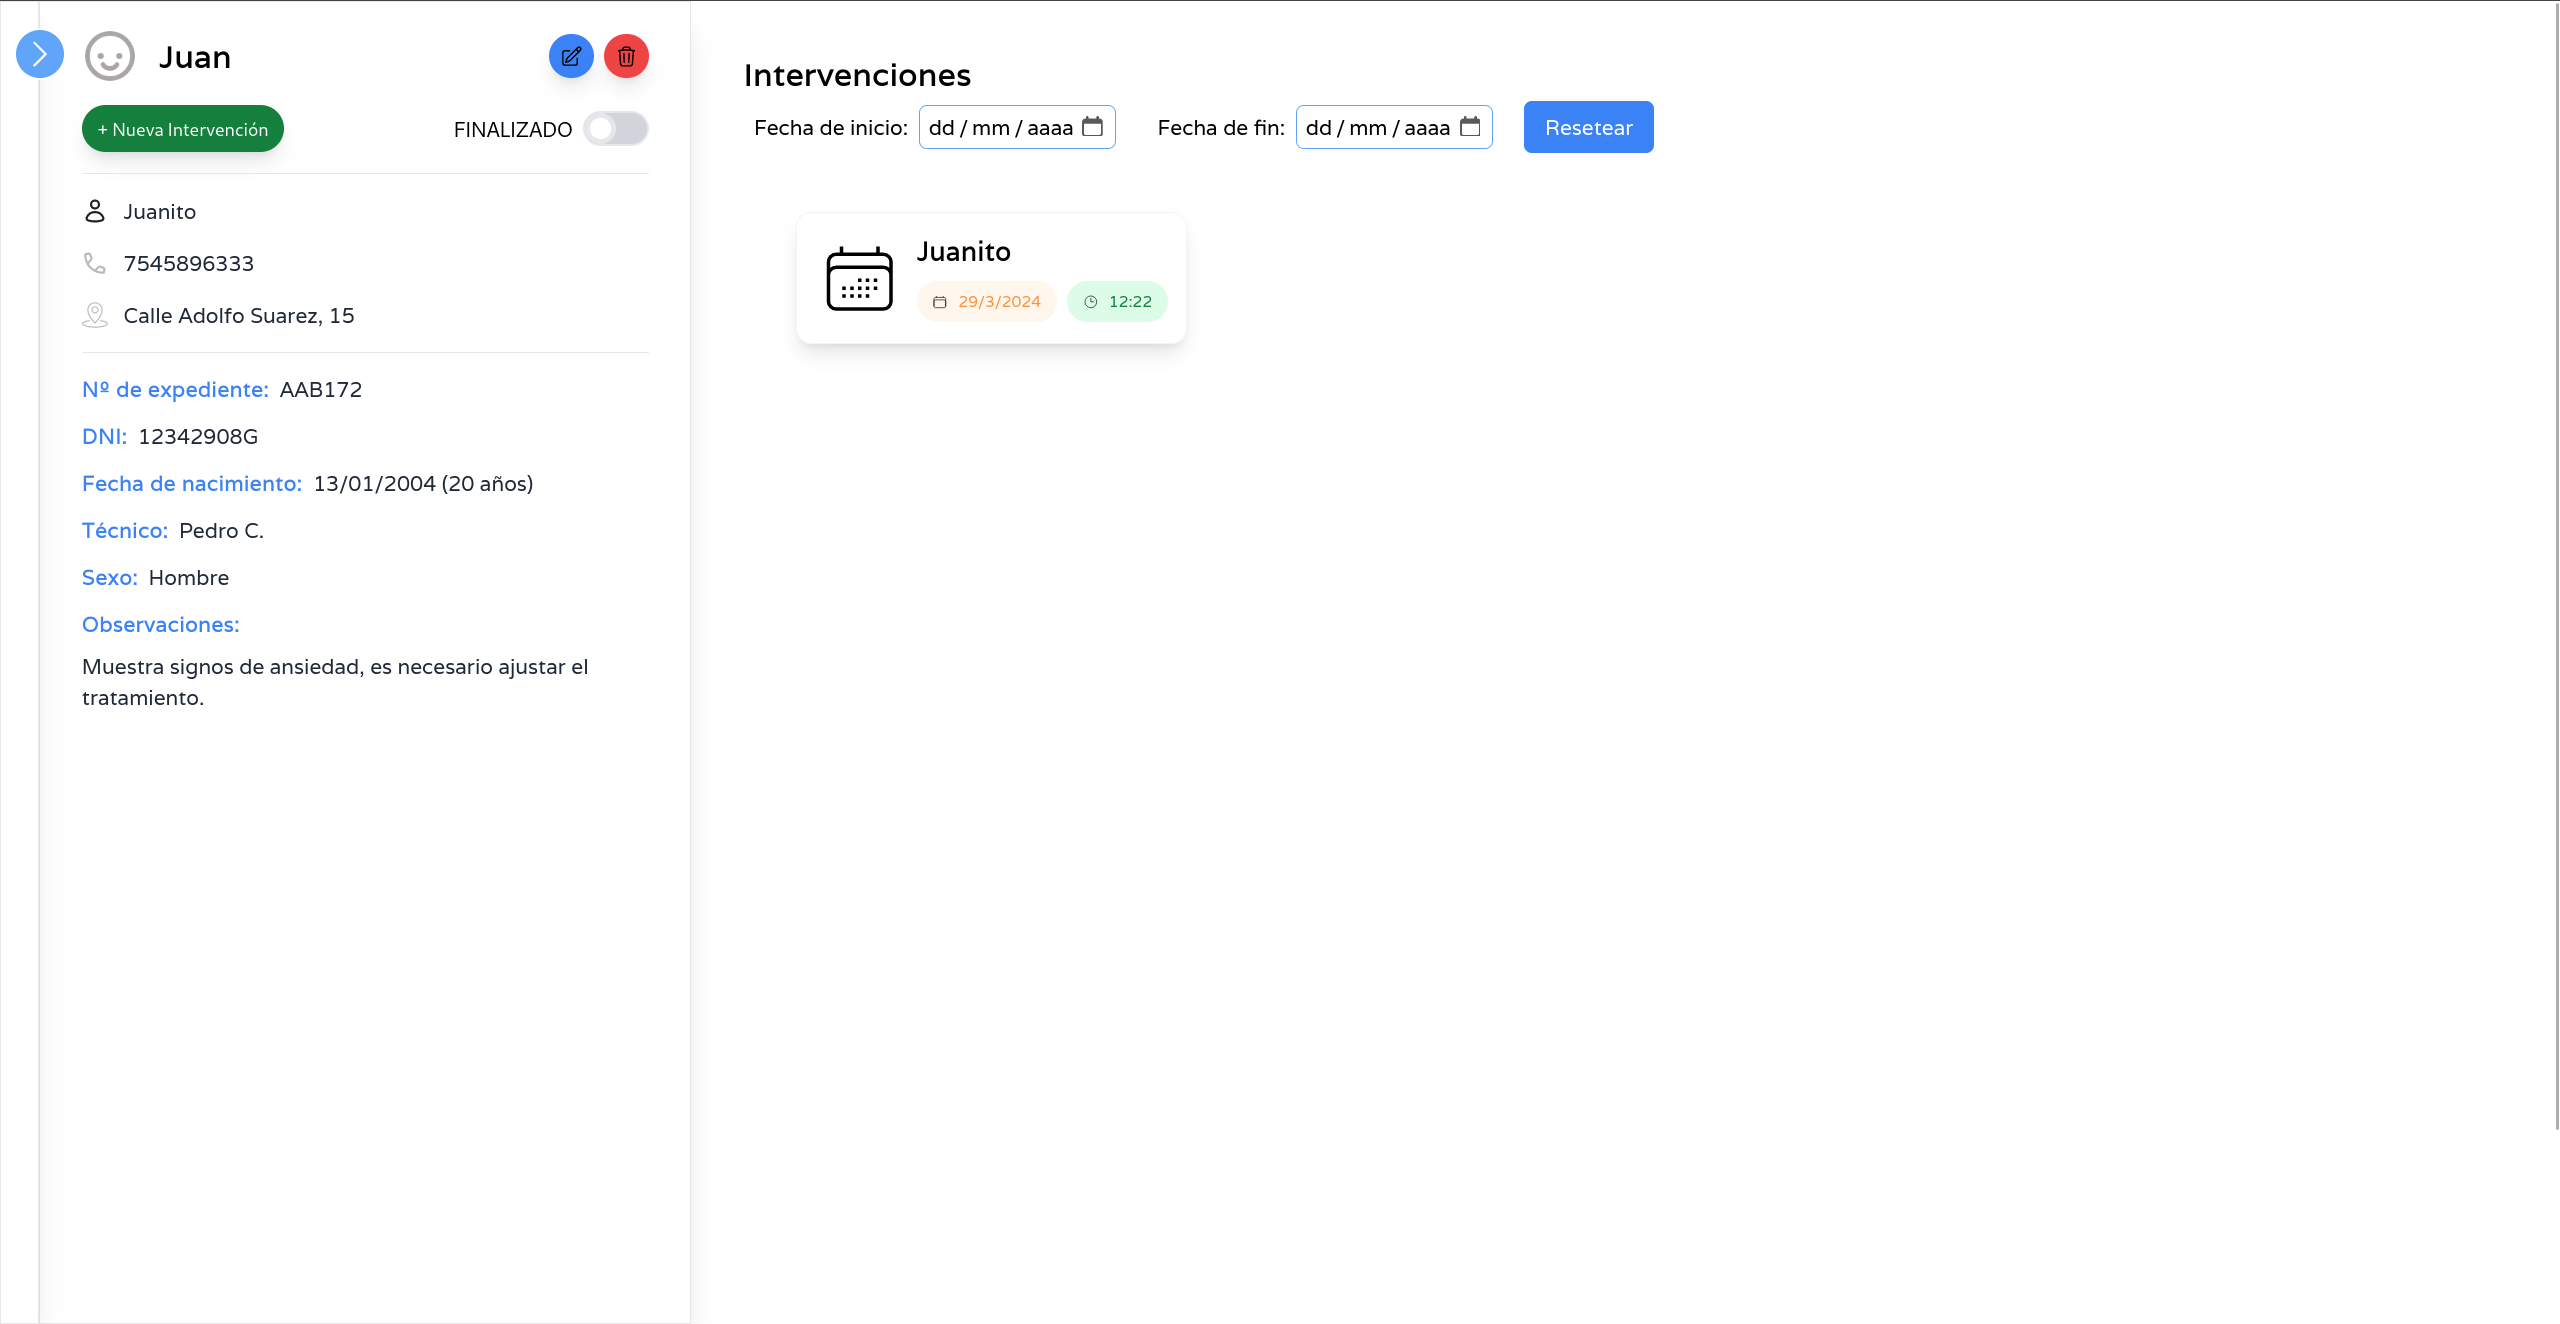 Juan
+ Nueva Intervención
FINALIZADO
Juanito
7545896333
Calle Adolfo Suarez, 15
Nº de expediente: AAB172
DNI: 12342908G
Fecha de nacimiento: 13/01/2004 (20 años)
Técnico: Pedro C.
Sexo: Hombre
Observaciones:
Muestra signos de ansiedad, es necesario ajustar el
tratamiento.
Intervenciones
Fecha de inicio: dd / mm / aaaa Fecha de fin: dd / mm / aaaa Resetear
Juanito
29/3/2024 12:22